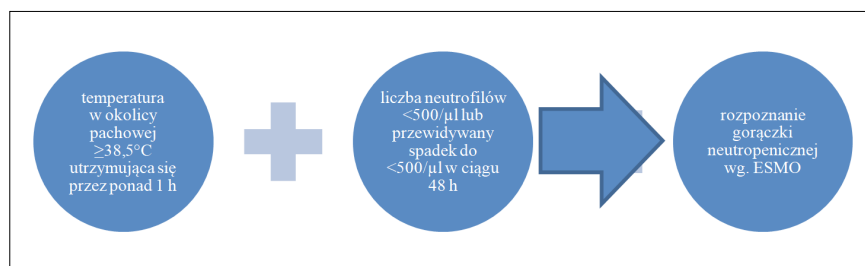 temperatura
w okolicy
pachowej
≥38,5°C
utrzymująca się
przez ponad 1 h
liczba neutrofilów
<500/µl lub
przewidywany
spadek do
<500/µl w ciągu
48 h
rozpoznanie
gorączki
neutropenicznej
wg. ESMO